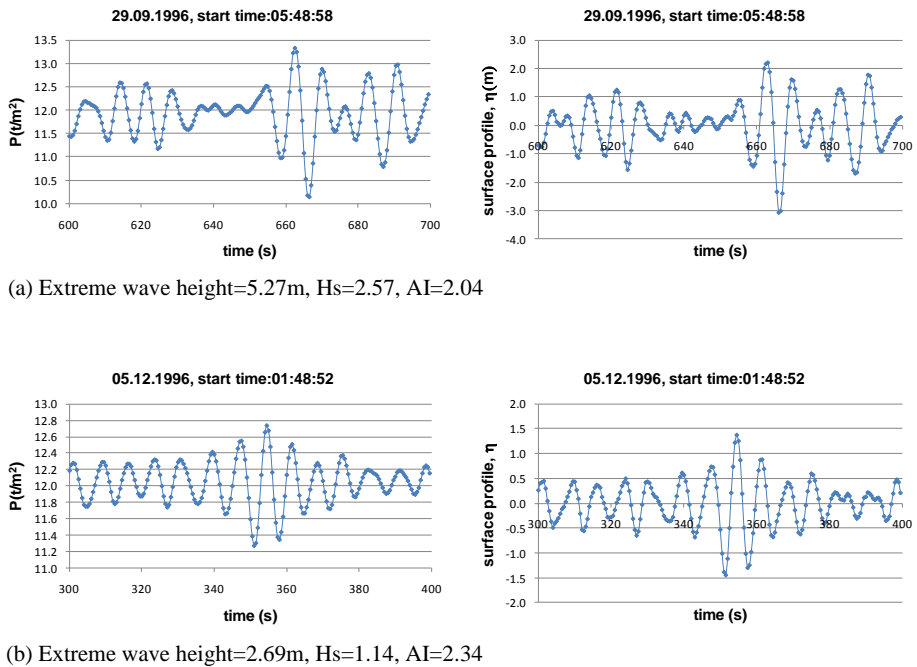 29.09.1996, start time:05:48:58
13.5
13.0
12.5
12.0
11.5
11.0
10.5
10.0
P(t/m²)
600 620 640 660 680 700
time (s)
29.09.1996, start time:05:48:58
3.0
2.0
1.0
0.0
-1.0
-2.0
-3.0
-4.0
surface profile, η(m)
600 620 640 660 680 700
time (s)
(a) Extreme wave height=5.27m, Hs=2.57, AI=2.04
05.12.1996, start time:01:48:52
13.0
12.8
12.6
12.4
12.2
12.0
11.8
11.6
11.4
11.2
11.0
P(t/m²)
300 320 340 360 380 400
time (s)
05.12.1996, start time:01:48:52
2.0
1.5
1.0
0.5
0.0
-0.5
-1.0
-1.5
-2.0
surface profile, η
300 320 340 360 380 400
time (s)
(b) Extreme wave height=2.69m, Hs=1.14, AI=2.34